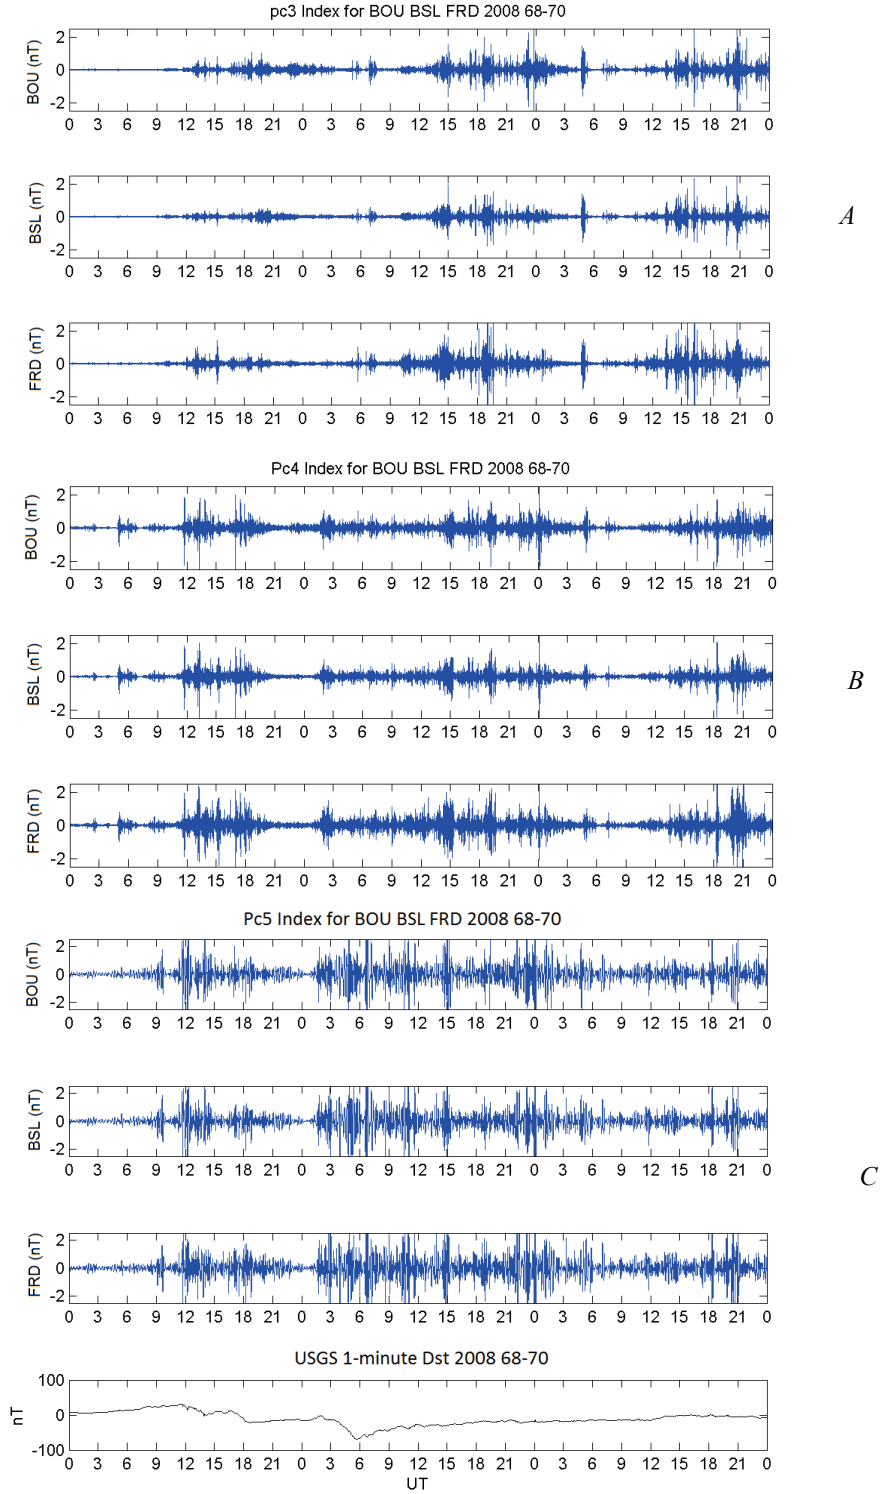 pc3 Index for BOU BSL FRD 2008 68-70
BOU (nT)
2
0
-2
0 3 6 9 12 15 18 21 0 3 6 9 12 15 18 21 0 3 6 9 12 15 18 21 0
BSL (nT)
2
0
-2
0 3 6 9 12 15 18 21 0 3 6 9 12 15 18 21 0 3 6 9 12 15 18 21 0
A
FRD (nT)
2
0
-2
0 3 6 9 12 15 18 21 0 3 6 9 12 15 18 21 0 3 6 9 12 15 18 21 0
Pc4 Index for BOU BSL FRD 2008 68-70
BOU (nT)
2
0
-2
0 3 6 9 12 15 18 21 0 3 6 9 12 15 18 21 0 3 6 9 12 15 18 21 0
BSL (nT)
2
0
-2
0 3 6 9 12 15 18 21 0 3 6 9 12 15 18 21 0 3 6 9 12 15 18 21 0
B
FRD (nT)
2
0
-2
0 3 6 9 12 15 18 21 0 3 6 9 12 15 18 21 0 3 6 9 12 15 18 21 0
Pc5 Index for BOU BSL FRD 2008 68-70
BOU (nT)
2
0
-2
0 3 6 9 12 15 18 21 0 3 6 9 12 15 18 21 0 3 6 9 12 15 18 21 0
BSL (nT)
2
0
-2
0 3 6 9 12 15 18 21 0 3 6 9 12 15 18 21 0 3 6 9 12 15 18 21 0
C
FRD (nT)
2
0
-2
0 3 6 9 12 15 18 21 0 3 6 9 12 15 18 21 0 3 6 9 12 15 18 21 0
USGS 1-minute Dst 2008 68-70
nT
100
0
-100
0 3 6 9 12 15 18 21 0 3 6 9 12 15 18 21 0 3 6 9 12 15 18 21 0
UT